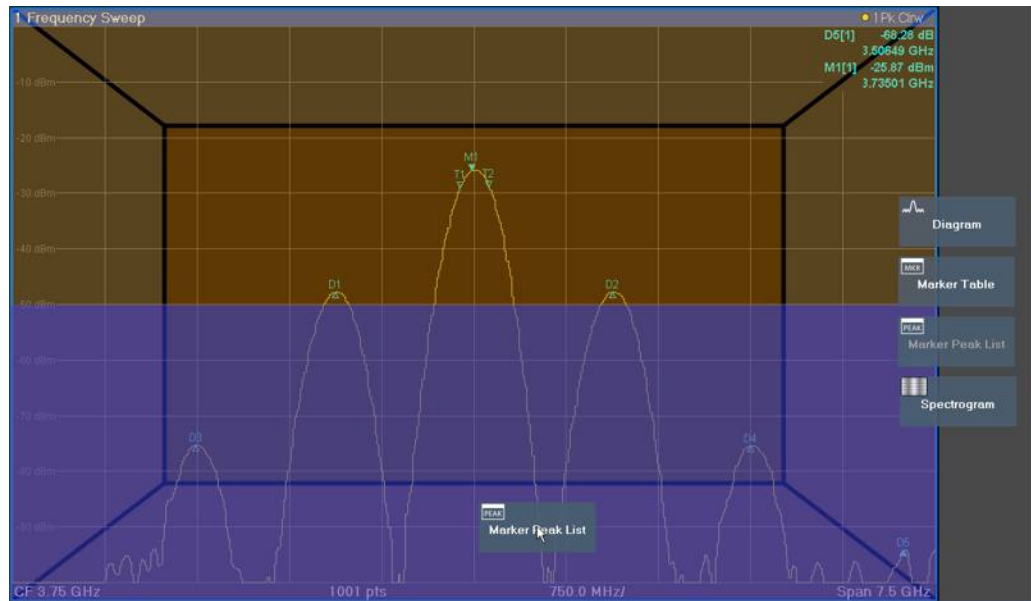 1 Frequency Sweep
1Pk Clrw
D5[1] -68.28 dB
3.50649 GHz
M1[1] -25.87 dBm
3.73501 GHz
-10 dBm
-20 dBm
-30 dBm
-40 dBm
-50 dBm
-60 dBm
-70 dBm
-80 dBm
-90 dBm
M1
T1 T2
D1 D2
D3 D4
D5
Diagram
MKR
Marker Table
PEAK
Marker Peak List
Spectrogram
PEAK
Marker Peak List
CF 3.75 GHz 1001 pts 750.0 MHz/ Span 7.5 GHz